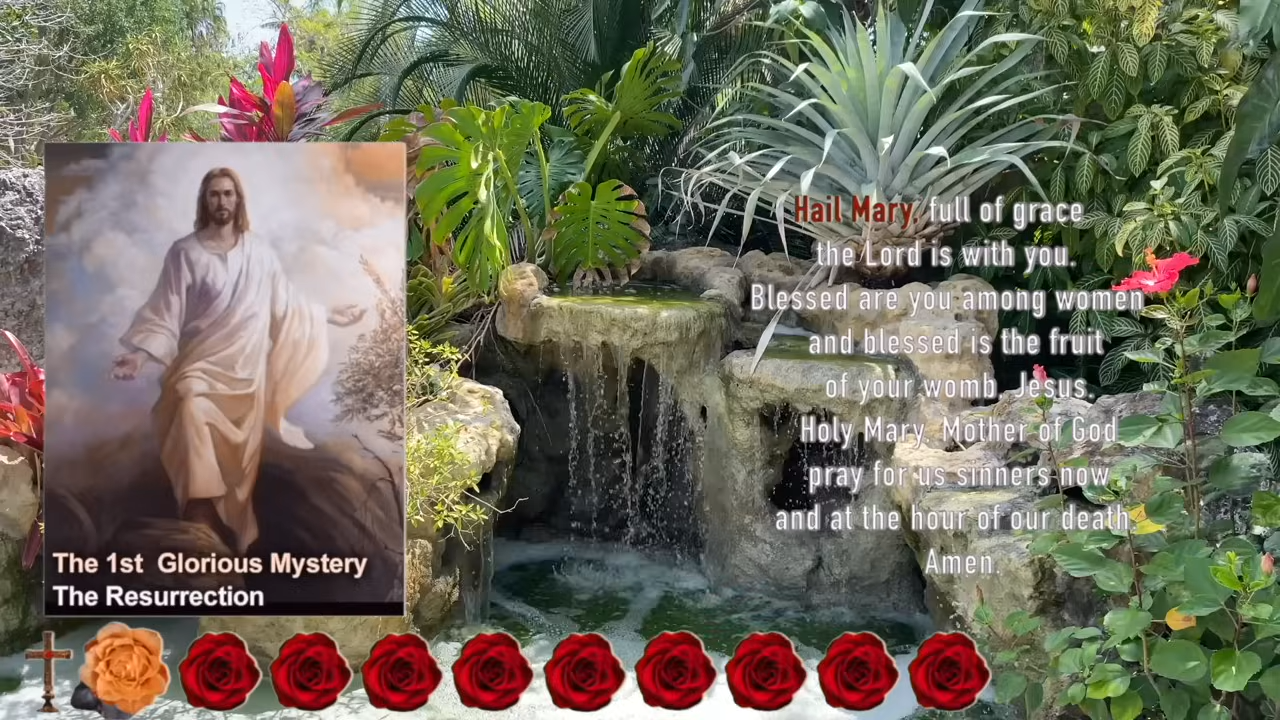 The 1st Glorious Mystery
The Resurrection
Hail Mary, full of grace
the Lord is with you.
Blessed are you among women
and blessed is the fruit
of your womb, Jesus.
Holy Mary, Mother of God
pray for us sinners now
and at the hour of our death.
Amen.